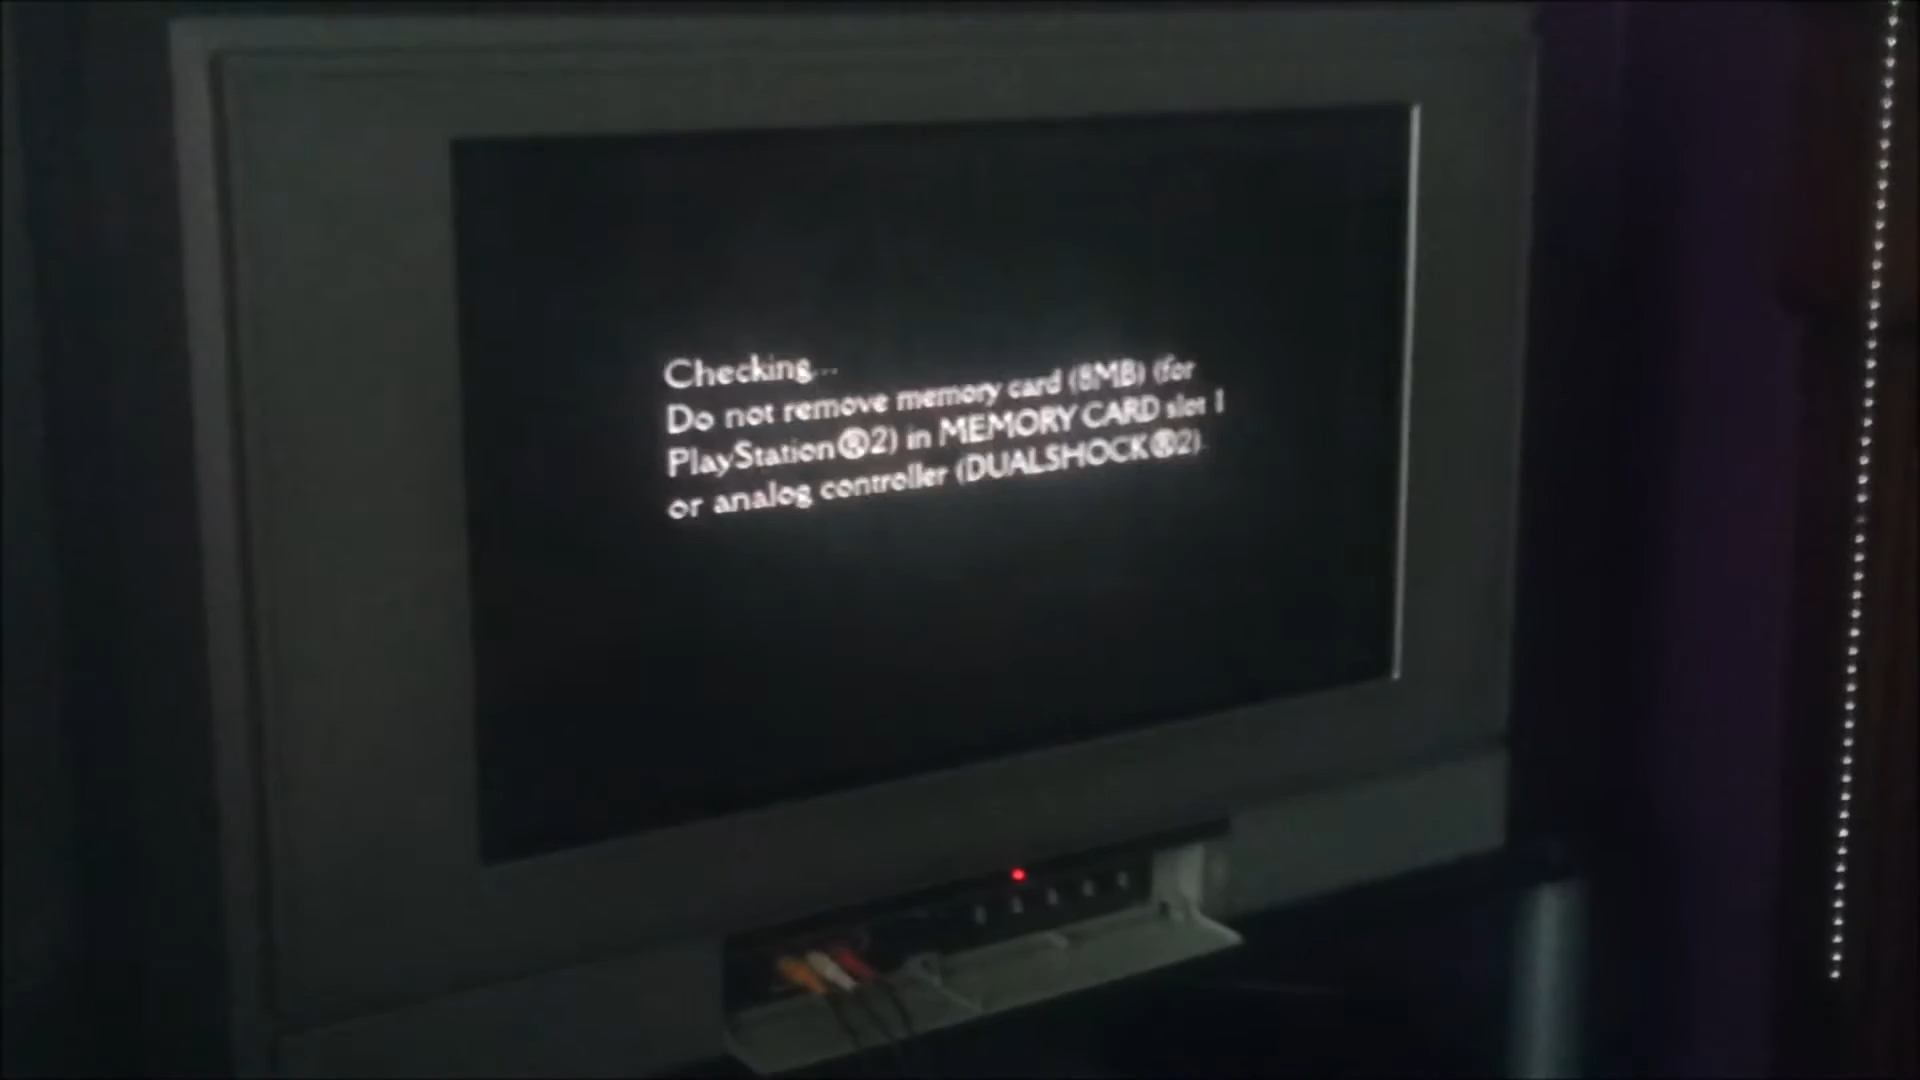 Checking...
Do not remove memory card (8MB) (for
PlayStation®2) in MEMORY CARD slot 1
or analog controller (DUALSHOCK®2).